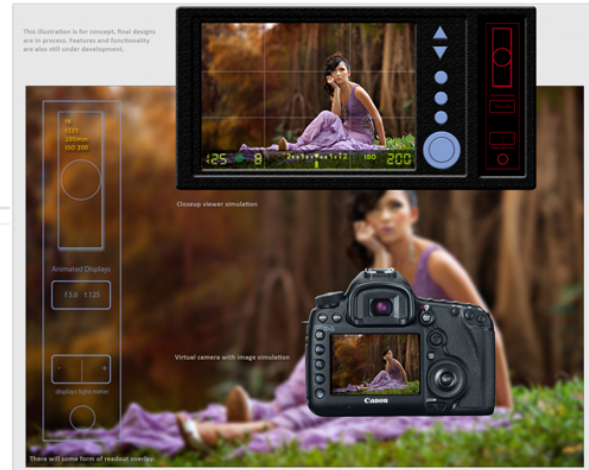 This illustration is for concept, final designs
are in process. Features and functionality
are also still under development.
125 8 ISO 200
Closeup viewer simulation
f8
t125
105mm
ISO 200
Animated Displays
f 5.6 t 125
- +
displays light meter
Virtual camera with image simulation
Canon
There will some form of readout overlay.